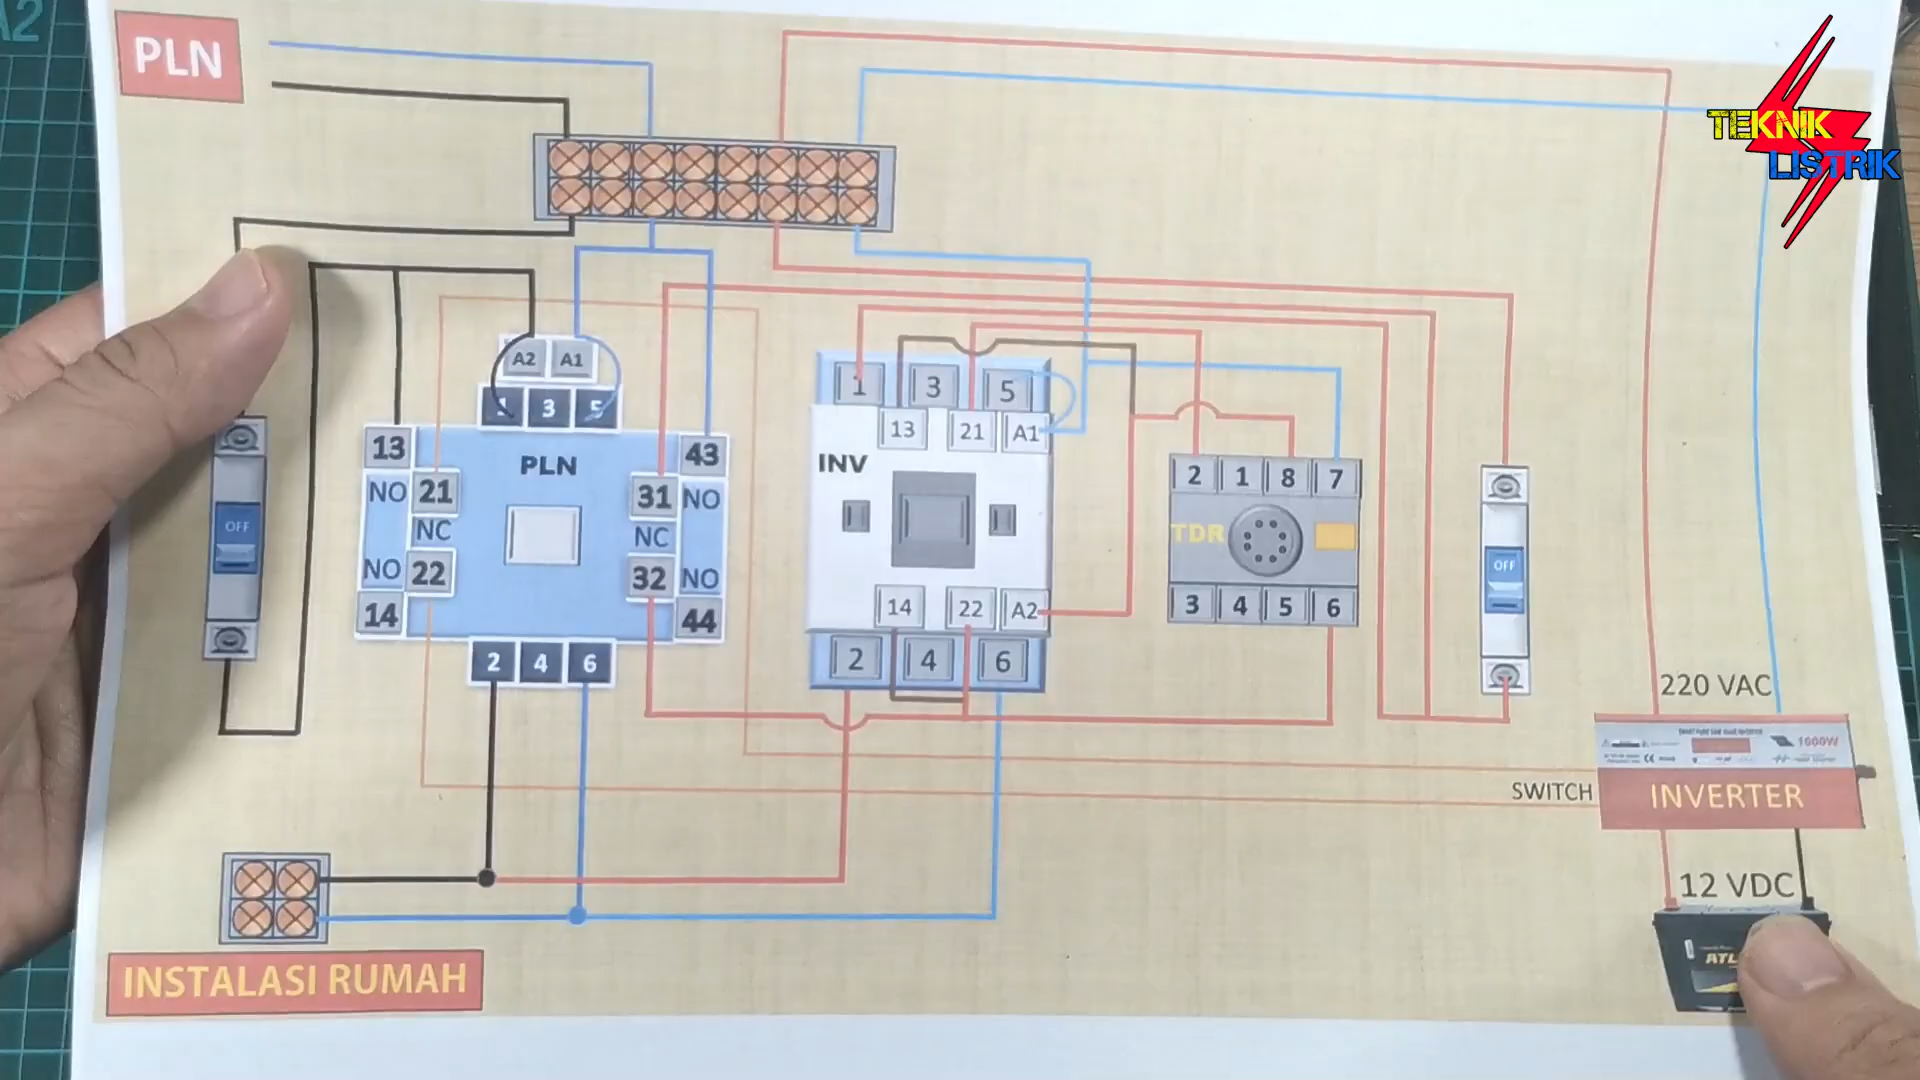 A2
PLN
TEKNIK
LISTRIK
A2 A1
1 3 5
13 43
PLN
NO 21 31 NO
NC NC
NO 22 32 NO
14 44
2 4 6
OFF
1 3 5
13 21 A1
INV
14 22 A2
2 4 6
2 1 8 7
TDR
3 4 5 6
OFF
220 VAC
1600W
SWITCH
INVERTER
12 VDC
INSTALASI RUMAH